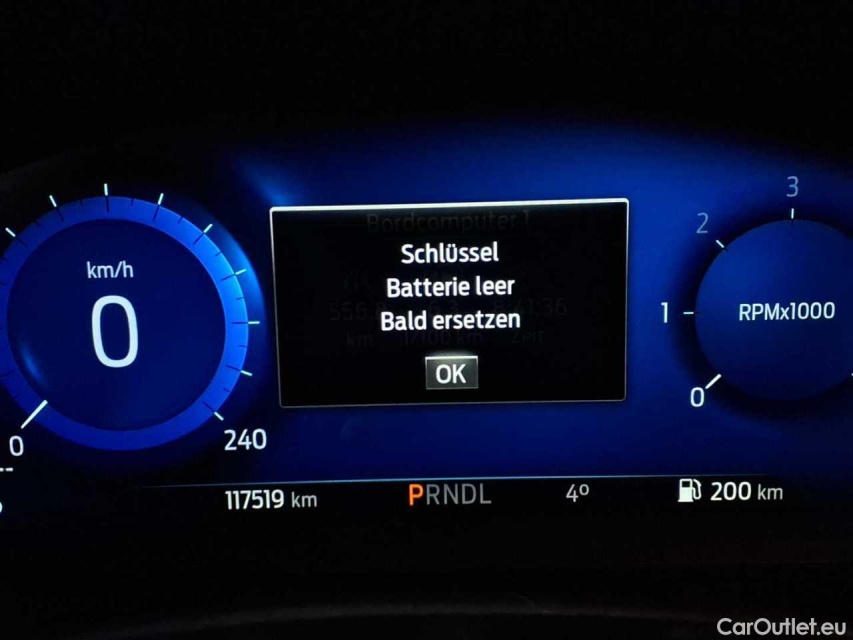 Bordcomputer 1
Schlüssel
Batterie leer
Bald ersetzen
OK
km/h
0
0
240
3
2
1
0
RPMx1000
117519 km
PRNDL
4°
200 km
CarOutlet.eu